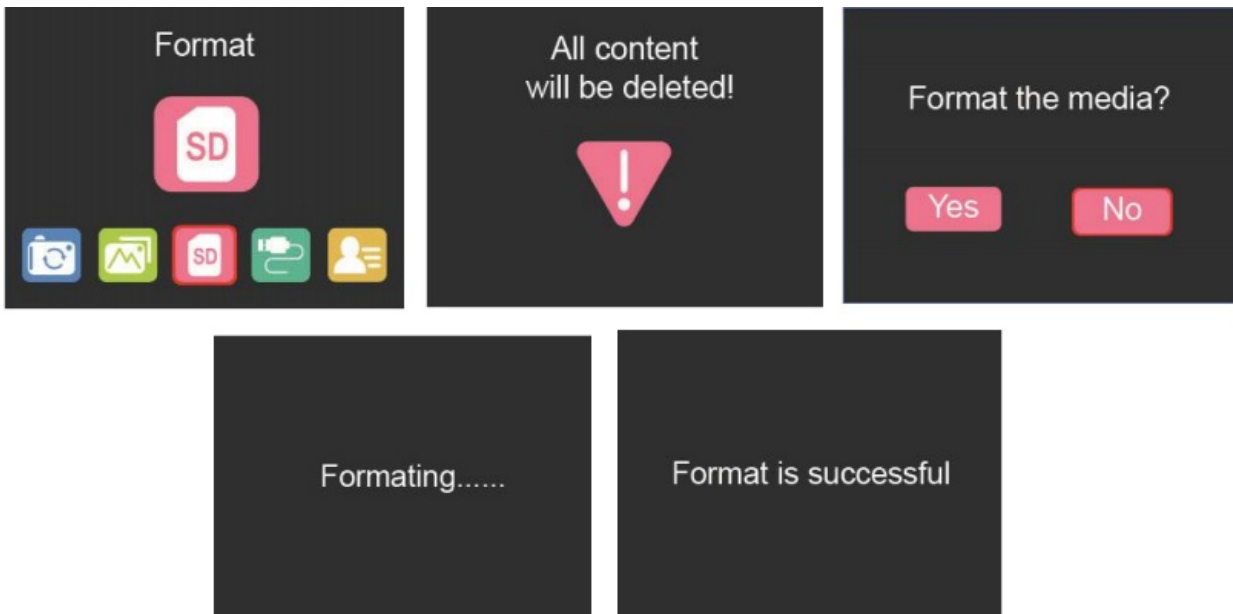 Format
SD
SD
All content
will be deleted!
!
Format the media?
Yes
No
Formating......
Format is successful